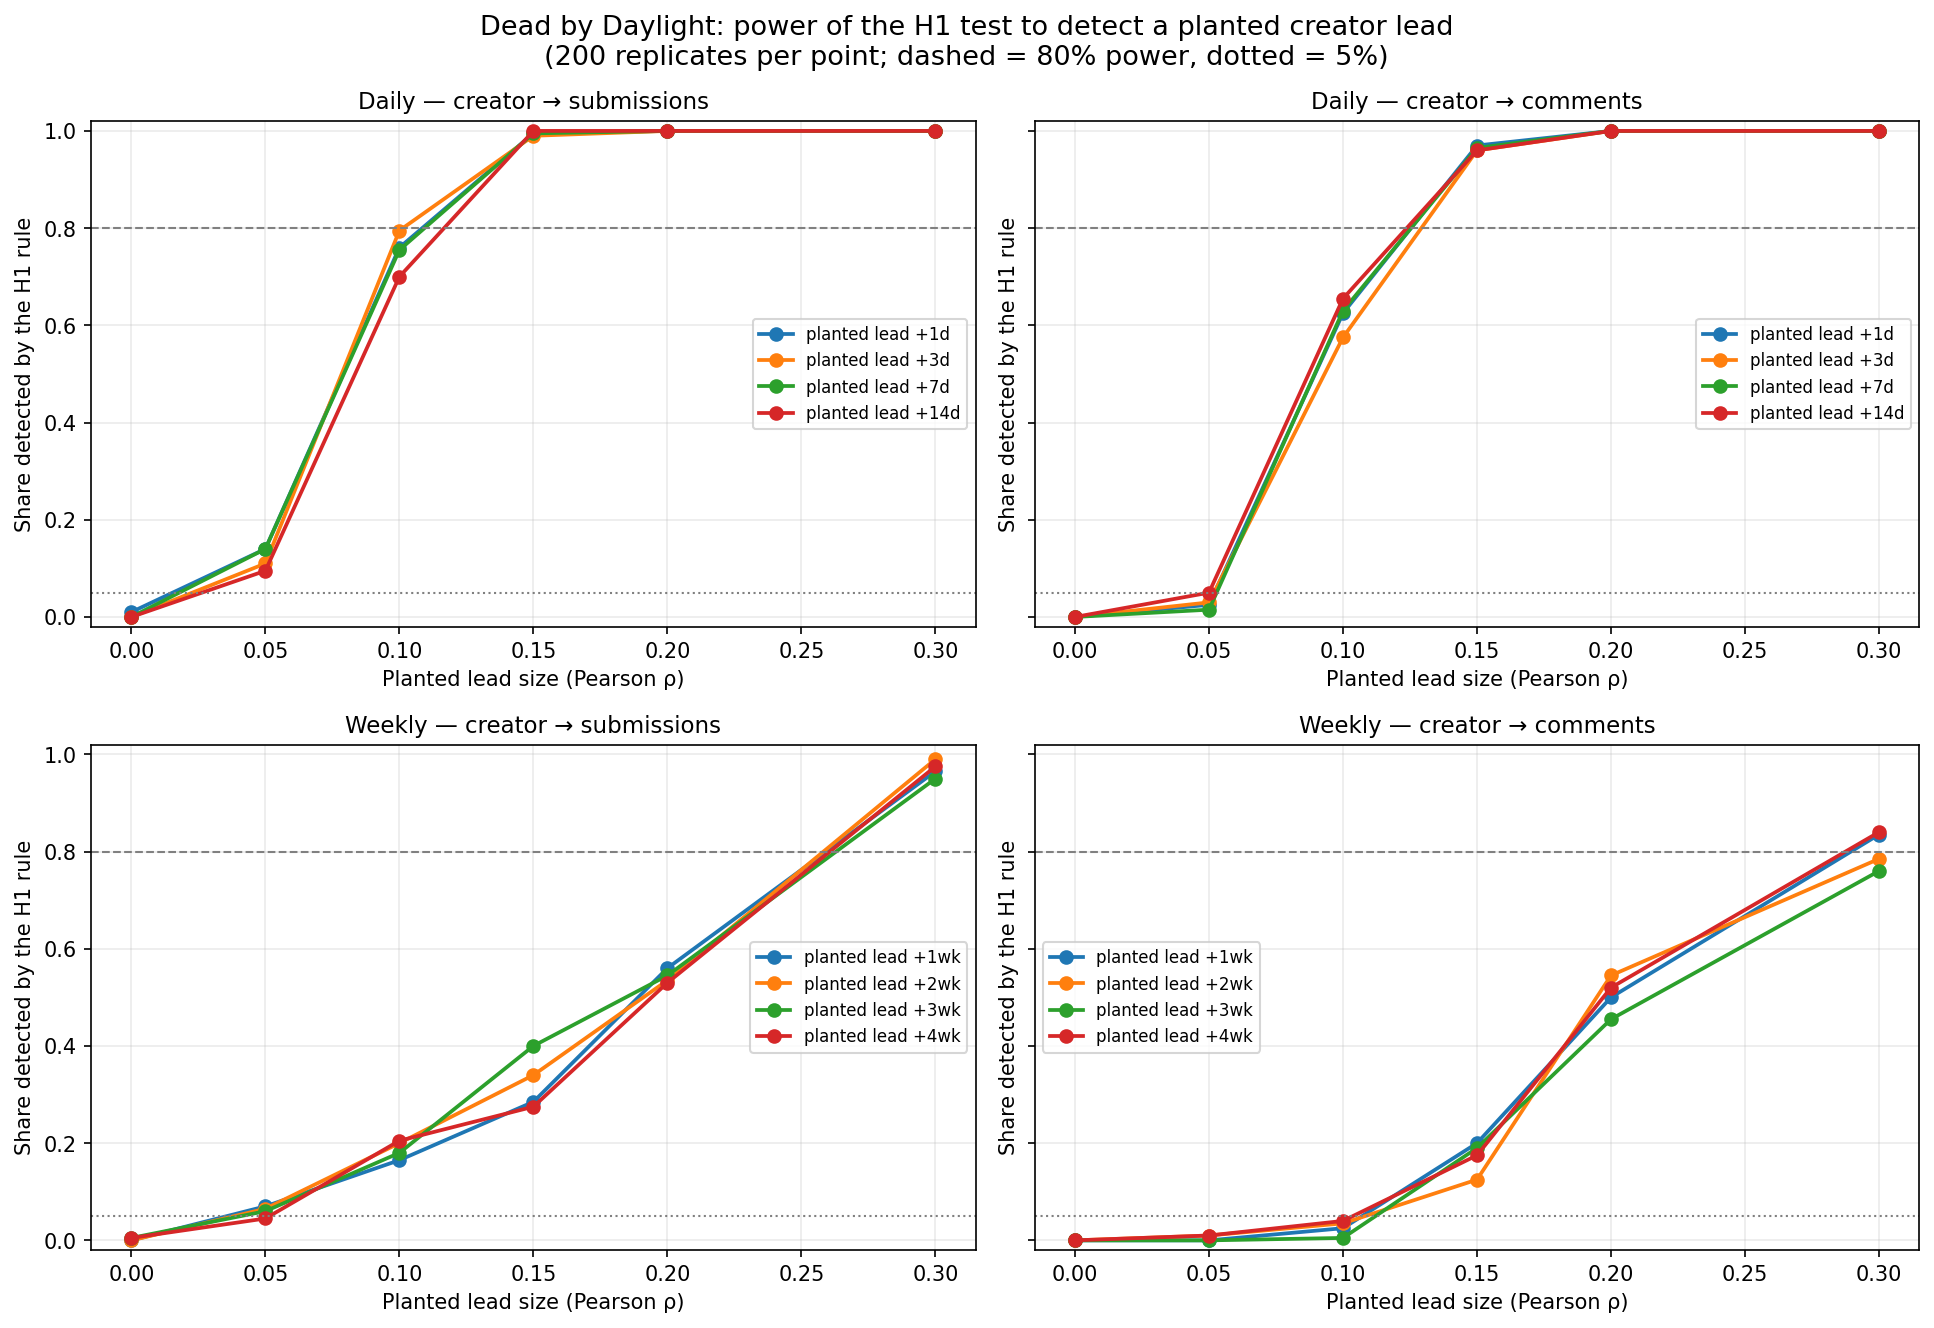 Dead by Daylight: power of the H1 test to detect a planted creator lead
(200 replicates per point; dashed = 80% power, dotted = 5%)
Daily — creator → submissions
Share detected by the H1 rule
1.0
0.8
0.6
0.4
0.2
0.0
planted lead +1d
planted lead +3d
planted lead +7d
planted lead +14d
0.00 0.05 0.10 0.15 0.20 0.25 0.30
Planted lead size (Pearson ρ)
Daily — creator → comments
Share detected by the H1 rule
planted lead +1d
planted lead +3d
planted lead +7d
planted lead +14d
0.00 0.05 0.10 0.15 0.20 0.25 0.30
Planted lead size (Pearson ρ)
Weekly — creator → submissions
Share detected by the H1 rule
1.0
0.8
0.6
0.4
0.2
0.0
planted lead +1wk
planted lead +2wk
planted lead +3wk
planted lead +4wk
0.00 0.05 0.10 0.15 0.20 0.25 0.30
Planted lead size (Pearson ρ)
Weekly — creator → comments
Share detected by the H1 rule
planted lead +1wk
planted lead +2wk
planted lead +3wk
planted lead +4wk
0.00 0.05 0.10 0.15 0.20 0.25 0.30
Planted lead size (Pearson ρ)